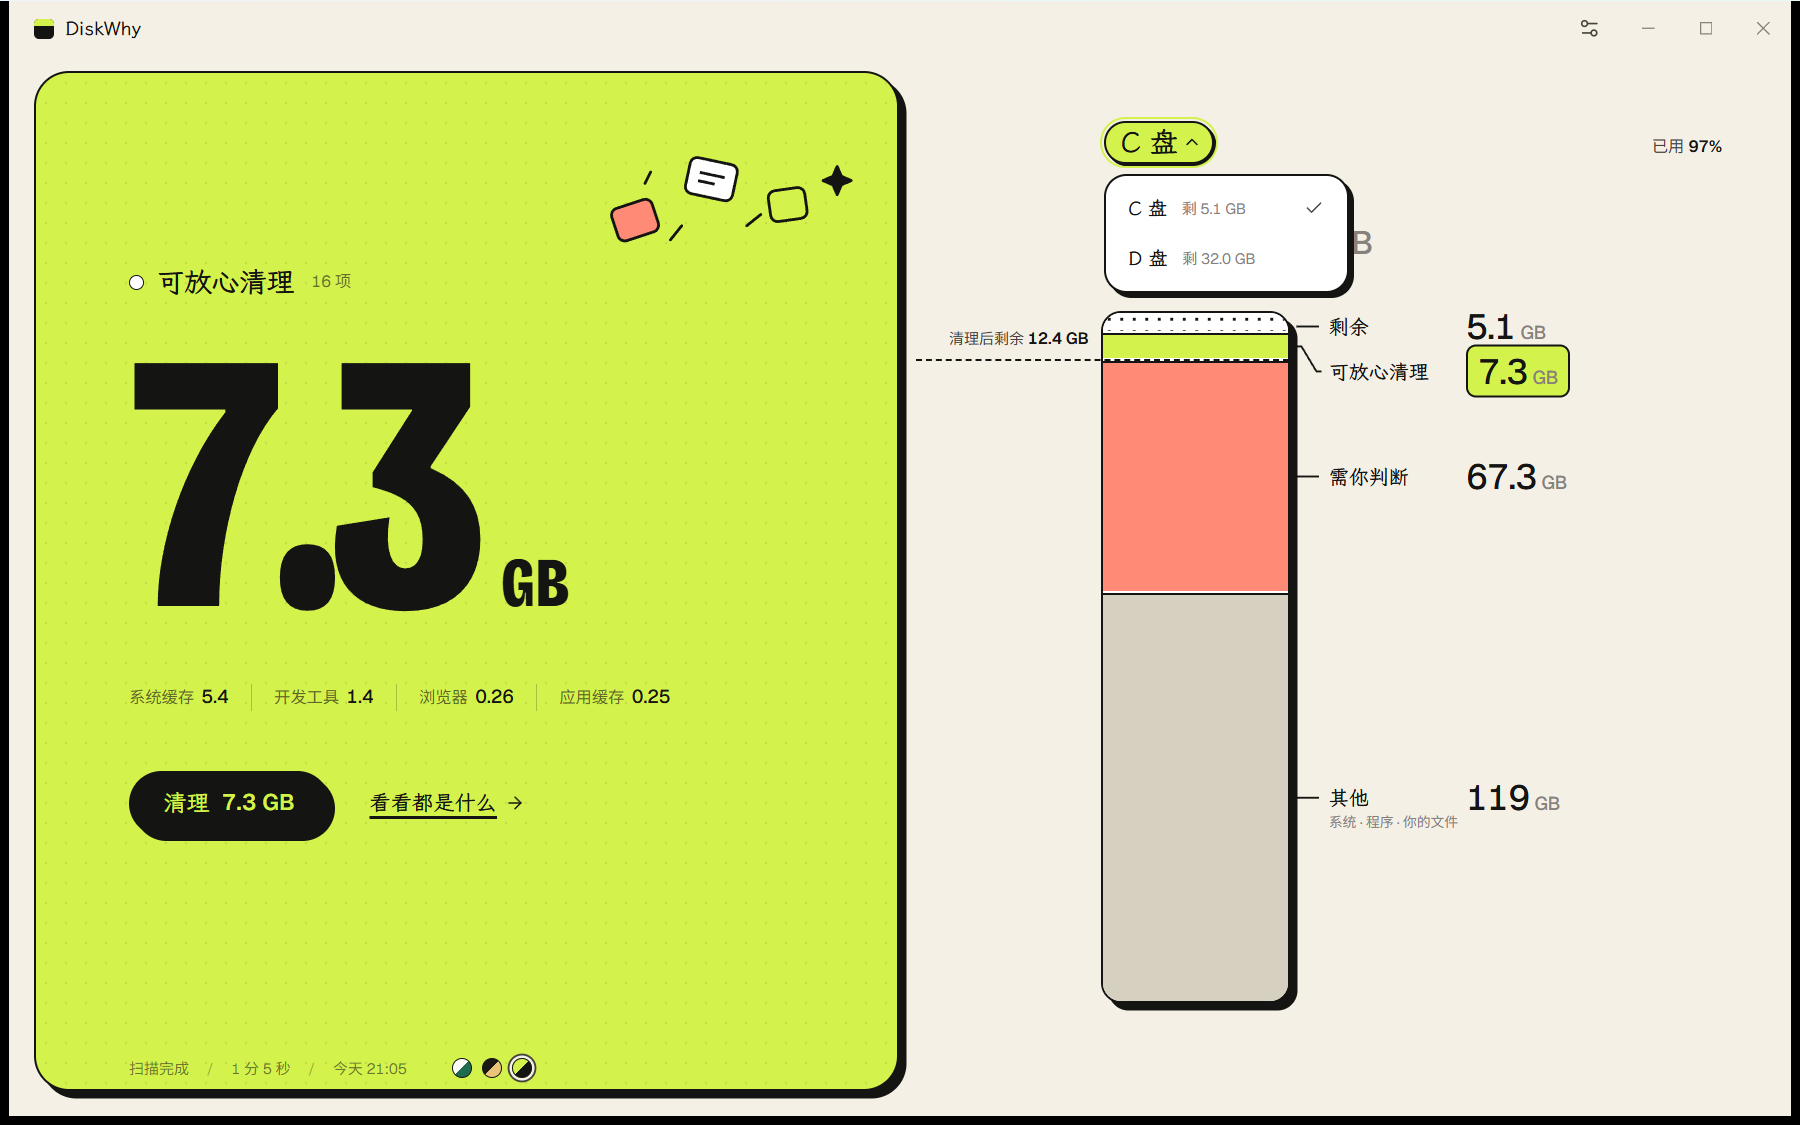 DiskWhy
可放心清理 16 项
7.3 GB
系统缓存 5.4 开发工具 1.4 浏览器 0.26 应用缓存 0.25
清理 7.3 GB 看看都是什么 →
扫描完成 / 1 分 5 秒 / 今天 21:05
C 盘
已用 97%
C 盘 剩 5.1 GB
D 盘 剩 32.0 GB
B
清理后剩余 12.4 GB
剩余 5.1 GB
可放心清理 7.3 GB
需你判断 67.3 GB
其他 119 GB
系统 · 程序 · 你的文件